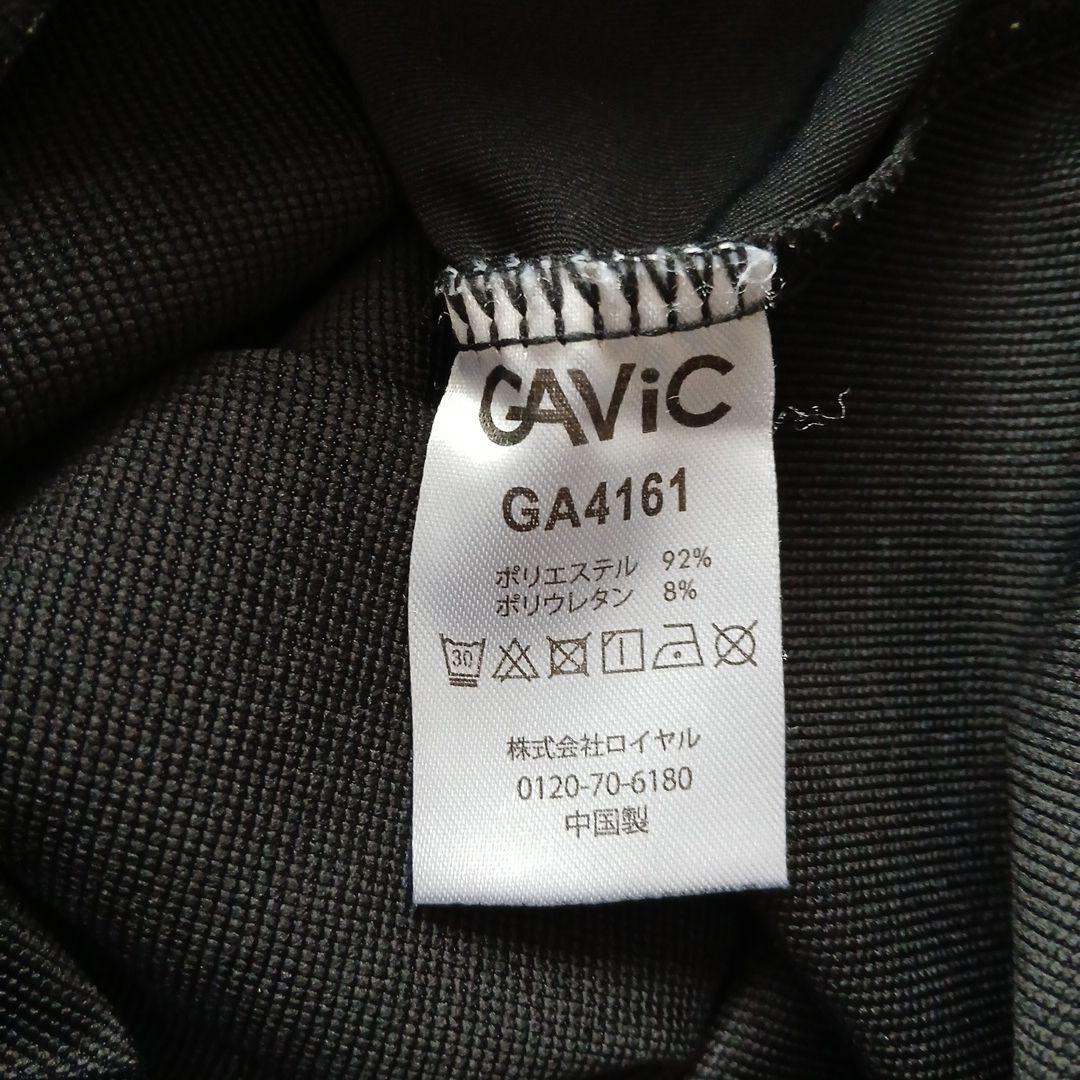 GAViC
GA4161
ポリエステル 92%
ポリウレタン 8%
30
株式会社ロイヤル
0120-70-6180
中国製